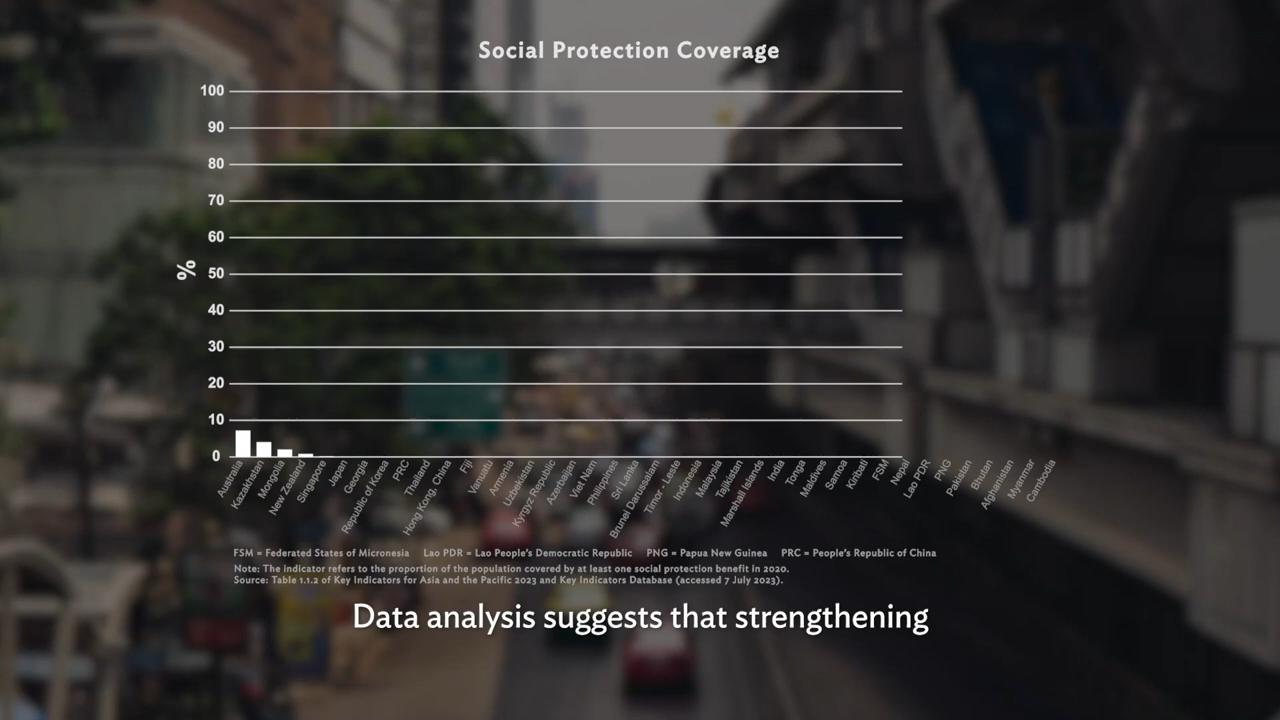 Social Protection Coverage
100
90
80
70
60
50
40
30
20
10
0
%
Australia
Kazakhstan
Mongolia
New Zealand
Singapore
Japan
Georgia
Republic of Korea
PRC
Thailand
Hong Kong, China
Fiji
Vanuatu
Armenia
Uzbekistan
Kyrgyz Republic
Azerbaijan
Viet Nam
Philippines
Sri Lanka
Brunei Darussalam
Timor - Leste
Indonesia
Malaysia
Tajikistan
Marshall Islands
India
Tonga
Maldives
Samoa
Kiribati
FSM
Nepal
Lao PDR
PNG
Pakistan
Bhutan
Afghanistan
Myanmar
Cambodia
FSM = Federated States of Micronesia Lao PDR = Lao People's Democratic Republic PNG = Papua New Guinea PRC = People's Republic of China
Note: The indicator refers to the proportion of the population covered by at least one social protection benefit in 2020.
Source: Table 1.1.2 of Key Indicators for Asia and the Pacific 2023 and Key Indicators Database (accessed 7 July 2023).
Data analysis suggests that strengthening